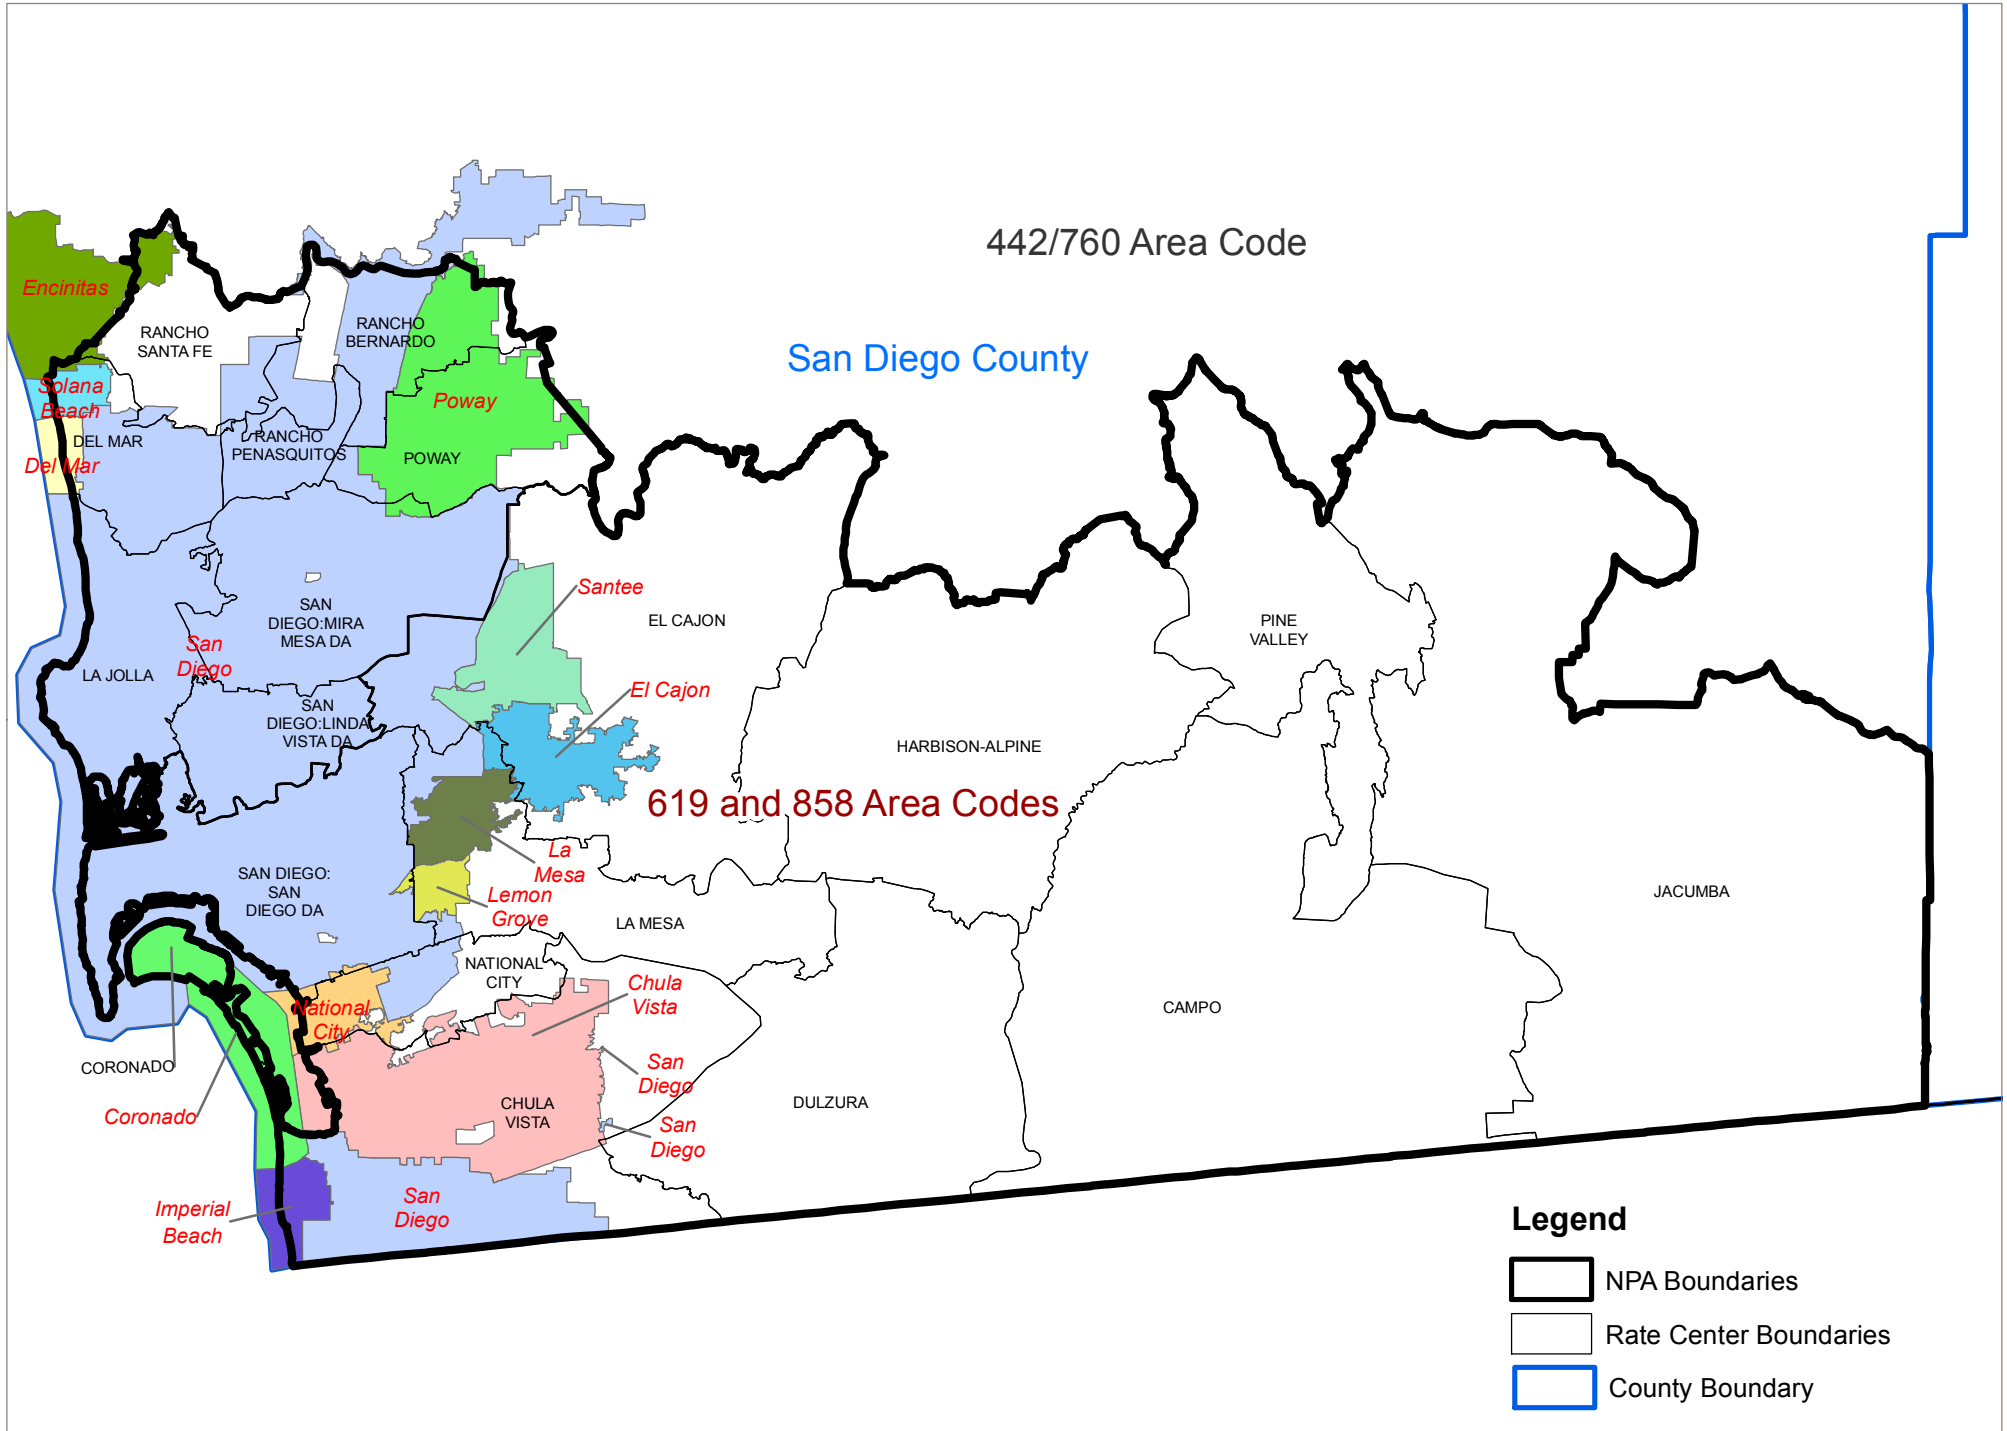 442/760 Area Code
Encinitas
RANCHO
SANTA FE
RANCHO
BERNARDO
San Diego County
Solana
Beach
Poway
DEL MAR
RANCHO
PENASQUITOS
POWAY
Del Mar
Santee
SAN
DIEGO:MIRA
MESA DA
EL CAJON
PINE
VALLEY
San
Diego
LA JOLLA
El Cajon
SAN
DIEGO:LINDA
VISTA DA
HARBISON-ALPINE
619 and 858 Area Codes
La
Mesa
SAN DIEGO:
SAN
DIEGO DA
Lemon
Grove
JACUMBA
LA MESA
NATIONAL
CITY
Chula
Vista
National
City
CAMPO
CORONADO
San
Diego
Coronado
CHULA
VISTA
DULZURA
San
Diego
Imperial
Beach
San
Diego
Legend
NPA Boundaries
Rate Center Boundaries
County Boundary